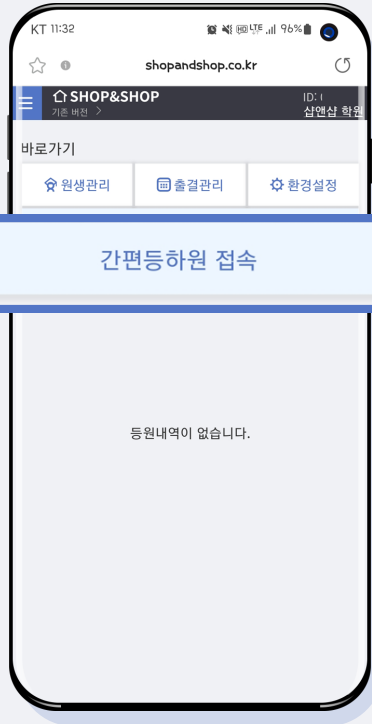 KT 11:32 LTE 96%
shopandshop.co.kr
SHOP&SHOP ID:
기존 버전 > 샵앤샵 학원
바로가기
원생관리 출결관리 환경설정
간편등하원 접속
등원내역이 없습니다.